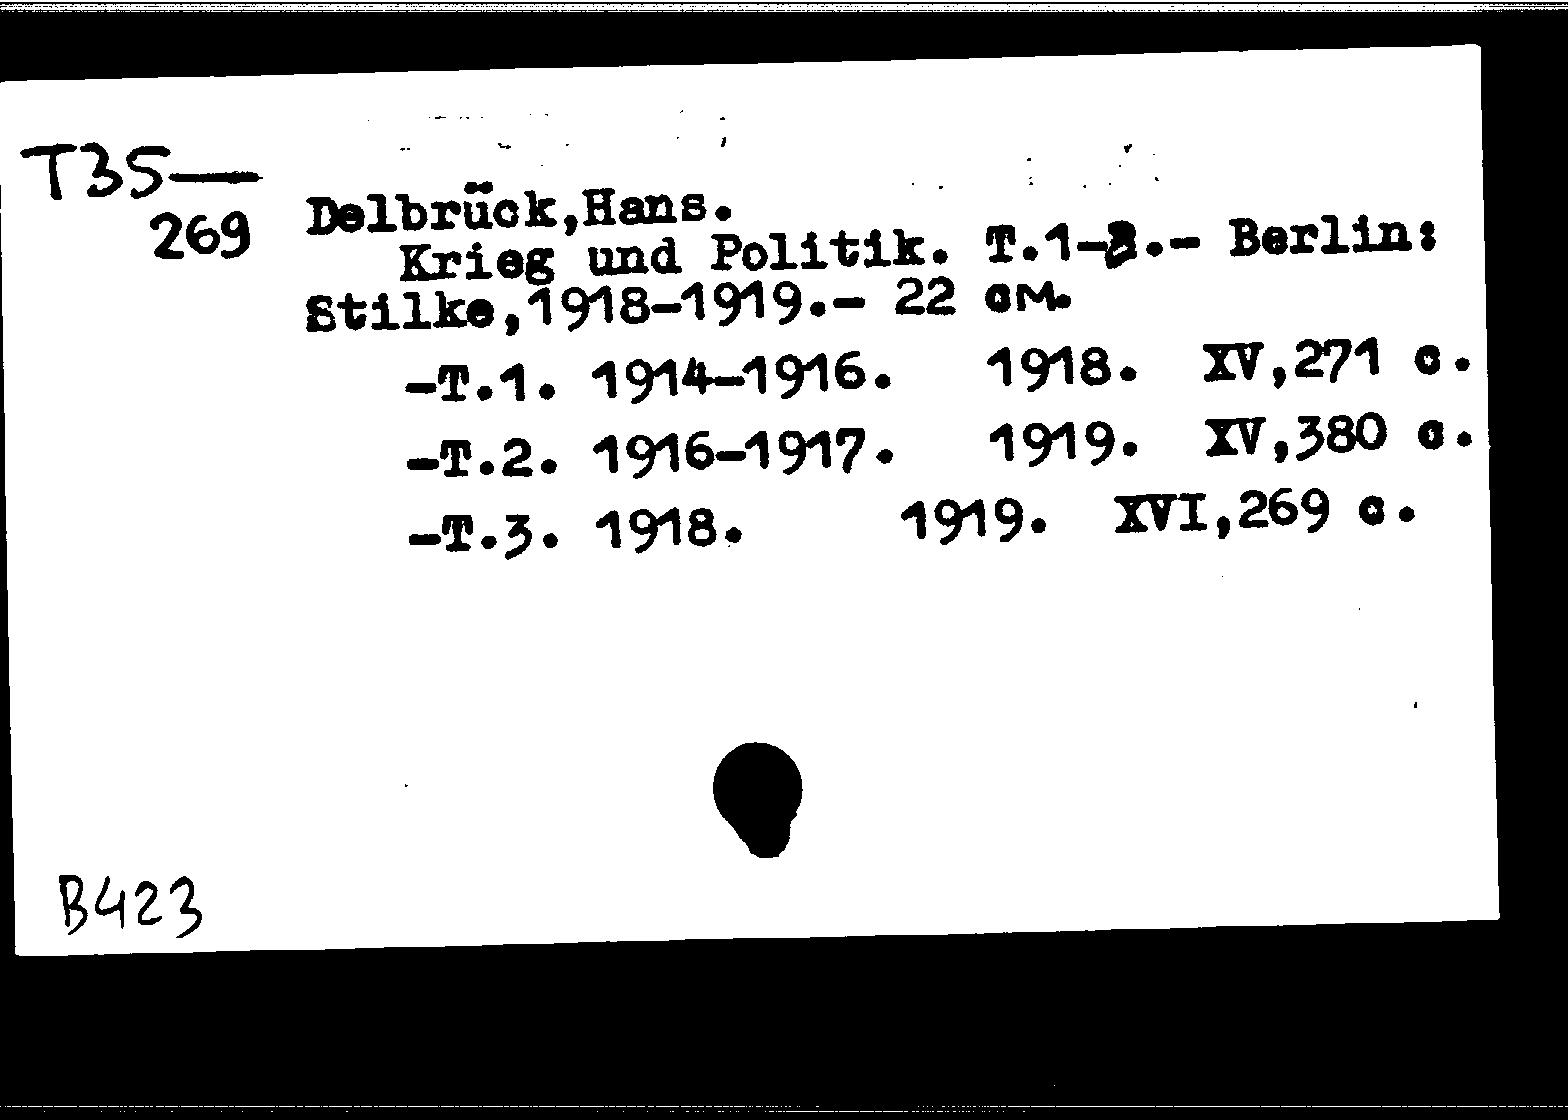 T35—
269
Delbrück,Hans.
Krieg und Politik. T.1-3.- Berlin:
Stilke,1918-1919.- 22 см.
-T.1. 1914-1916. 1918. XV,271 с.
-T.2. 1916-1917. 1919. XV,380 с.
-T.3. 1918. 1919. XVI,269 с.
B423